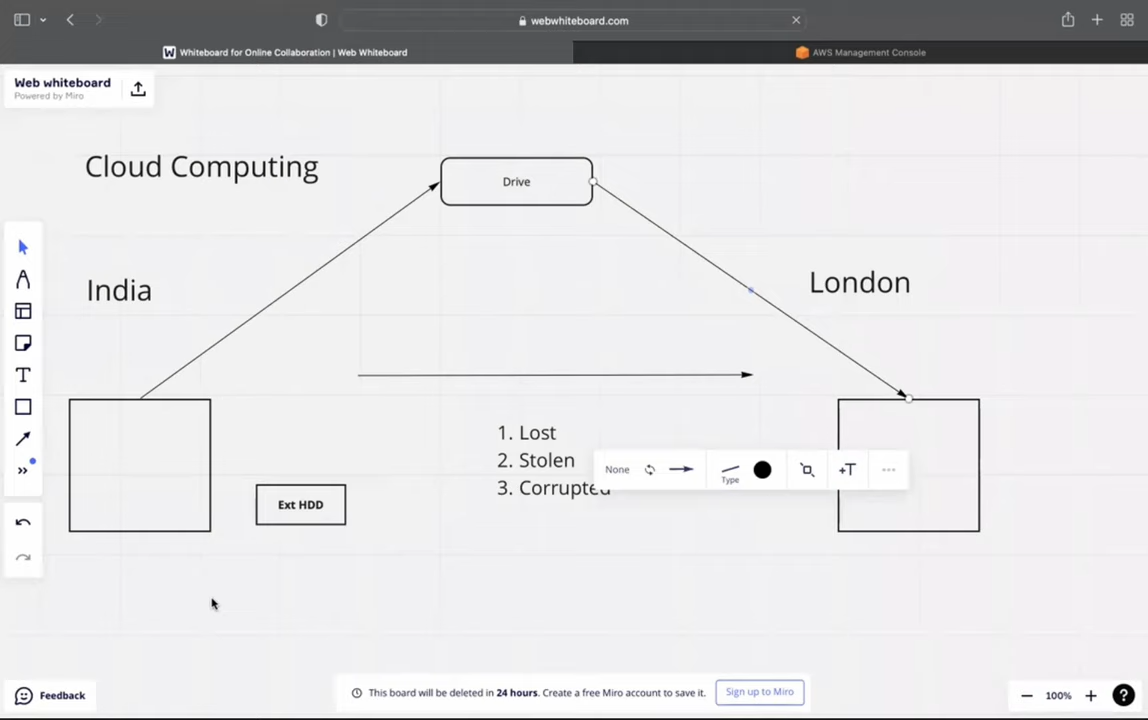 webwhiteboard.com
Whiteboard for Online Collaboration | Web Whiteboard
AWS Management Console
Web whiteboard
Powered by Miro
Cloud Computing
Drive
India
London
1. Lost
2. Stolen
3. Corrupted
None
Type
+T
Ext HDD
Feedback
This board will be deleted in 24 hours. Create a free Miro account to save it.
Sign up to Miro
100%